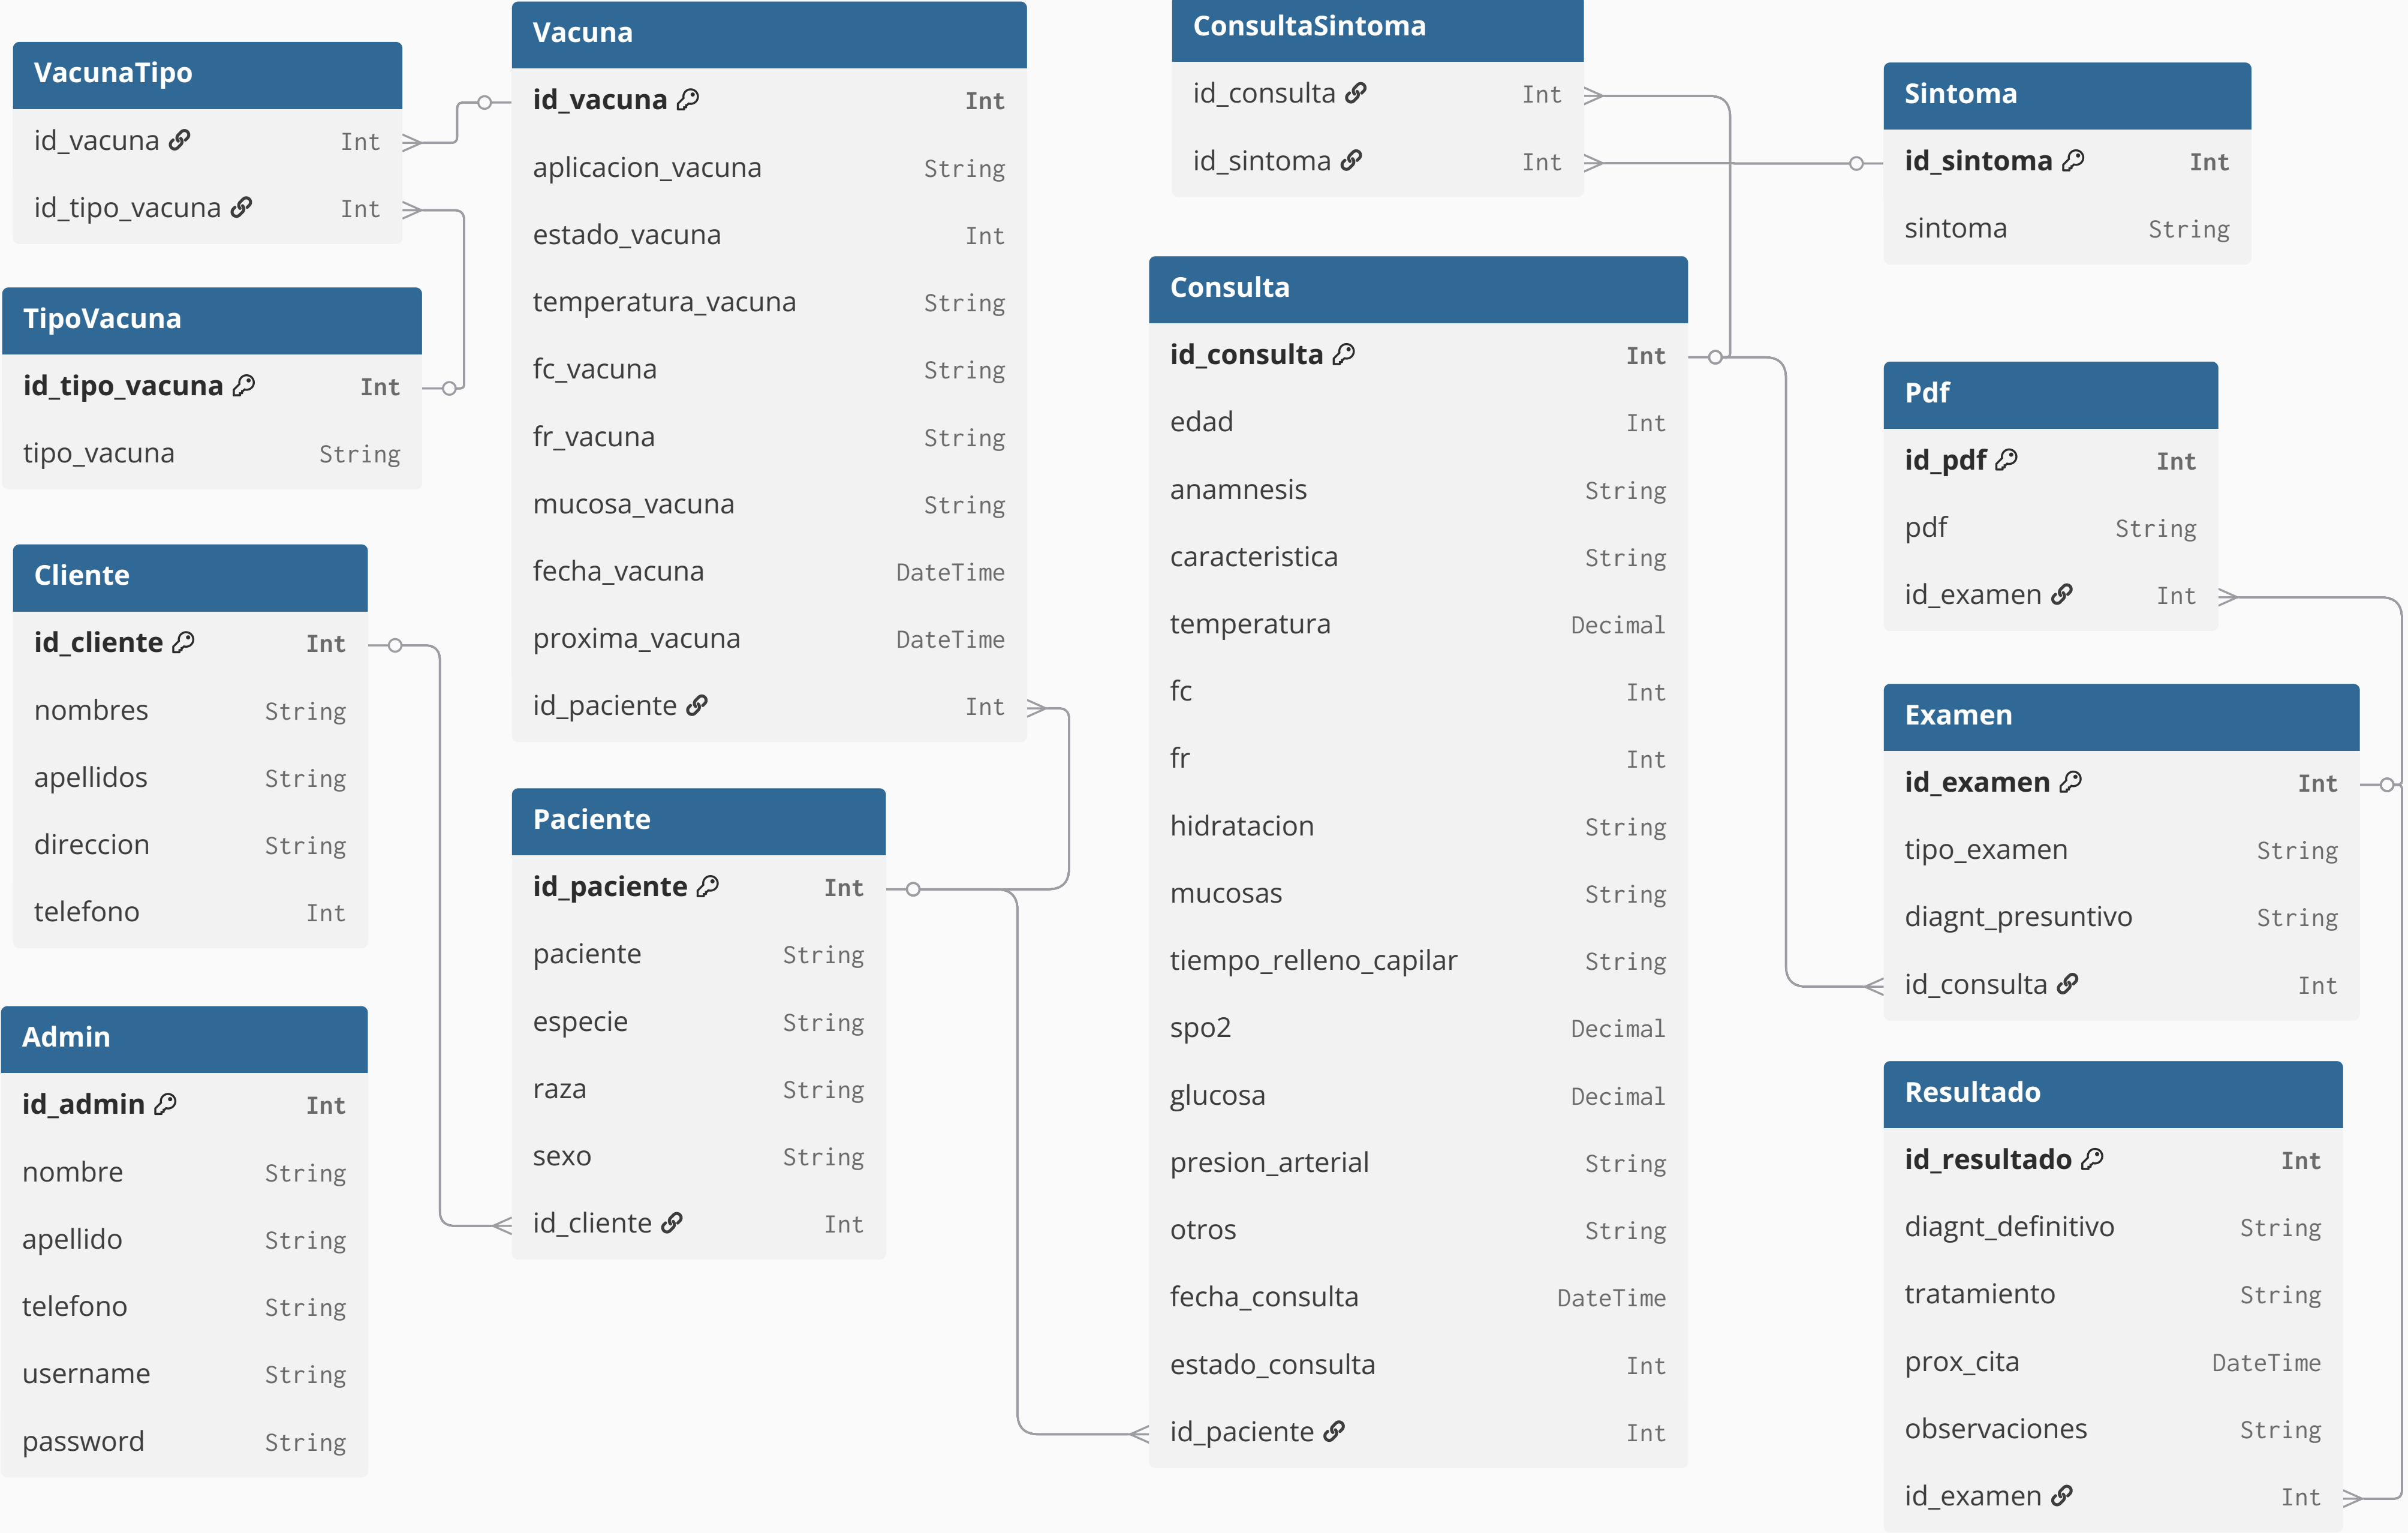 VacunaTipo
id_vacuna Int
id_tipo_vacuna Int
TipoVacuna
id_tipo_vacuna Int
tipo_vacuna String
Cliente
id_cliente Int
nombres String
apellidos String
direccion String
telefono Int
Admin
id_admin Int
nombre String
apellido String
telefono String
username String
password String
Vacuna
id_vacuna Int
aplicacion_vacuna String
estado_vacuna Int
temperatura_vacuna String
fc_vacuna String
fr_vacuna String
mucosa_vacuna String
fecha_vacuna DateTime
proxima_vacuna DateTime
id_paciente Int
Paciente
id_paciente Int
paciente String
especie String
raza String
sexo String
id_cliente Int
ConsultaSintoma
id_consulta Int
id_sintoma Int
Consulta
id_consulta Int
edad Int
anamnesis String
caracteristica String
temperatura Decimal
fc Int
fr Int
hidratacion String
mucosas String
tiempo_relleno_capilar String
spo2 Decimal
glucosa Decimal
presion_arterial String
otros String
fecha_consulta DateTime
estado_consulta Int
id_paciente Int
Sintoma
id_sintoma Int
sintoma String
Pdf
id_pdf Int
pdf String
id_examen Int
Examen
id_examen Int
tipo_examen String
diagnt_presuntivo String
id_consulta Int
Resultado
id_resultado Int
diagnt_definitivo String
tratamiento String
prox_cita DateTime
observaciones String
id_examen Int